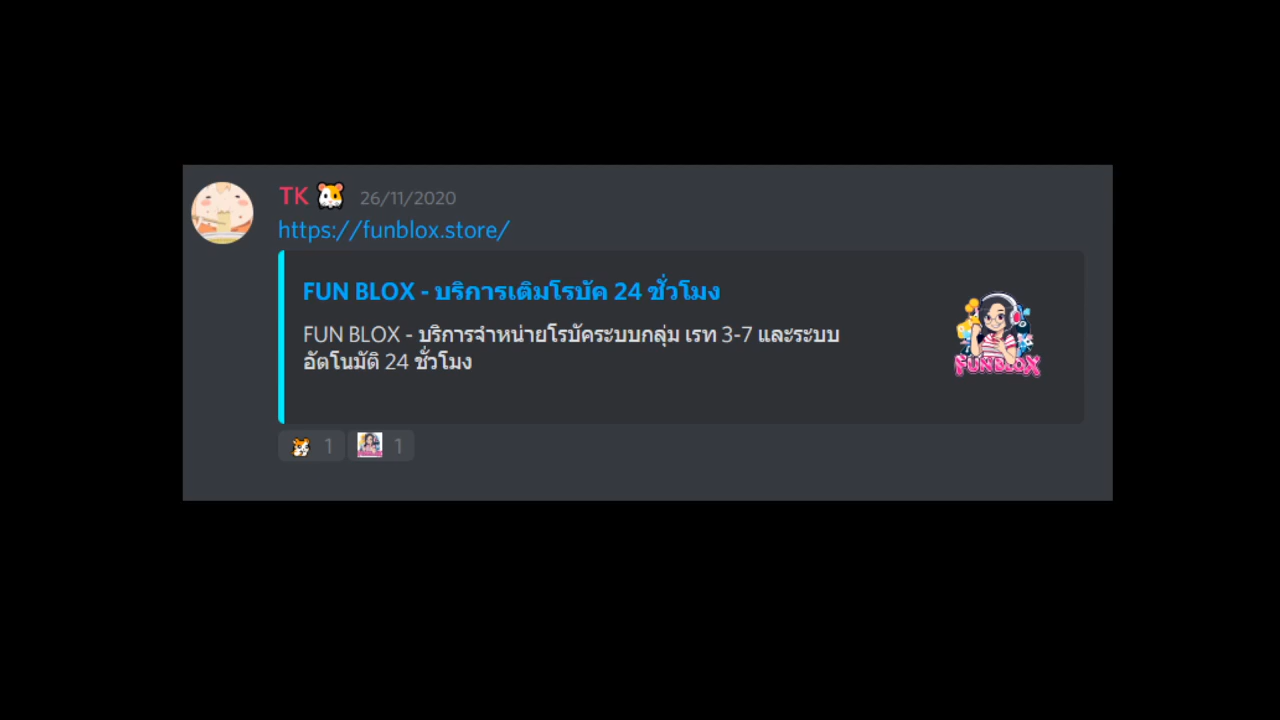 TK 26/11/2020
https://funblox.store/
FUN BLOX - บริการเติมโรบัค 24 ชั่วโมง
FUN BLOX - บริการจำหน่ายโรบัคระบบกลุ่ม เรท 3-7 และระบบ
อัตโนมัติ 24 ชั่วโมง
FUNBLOX
1 1